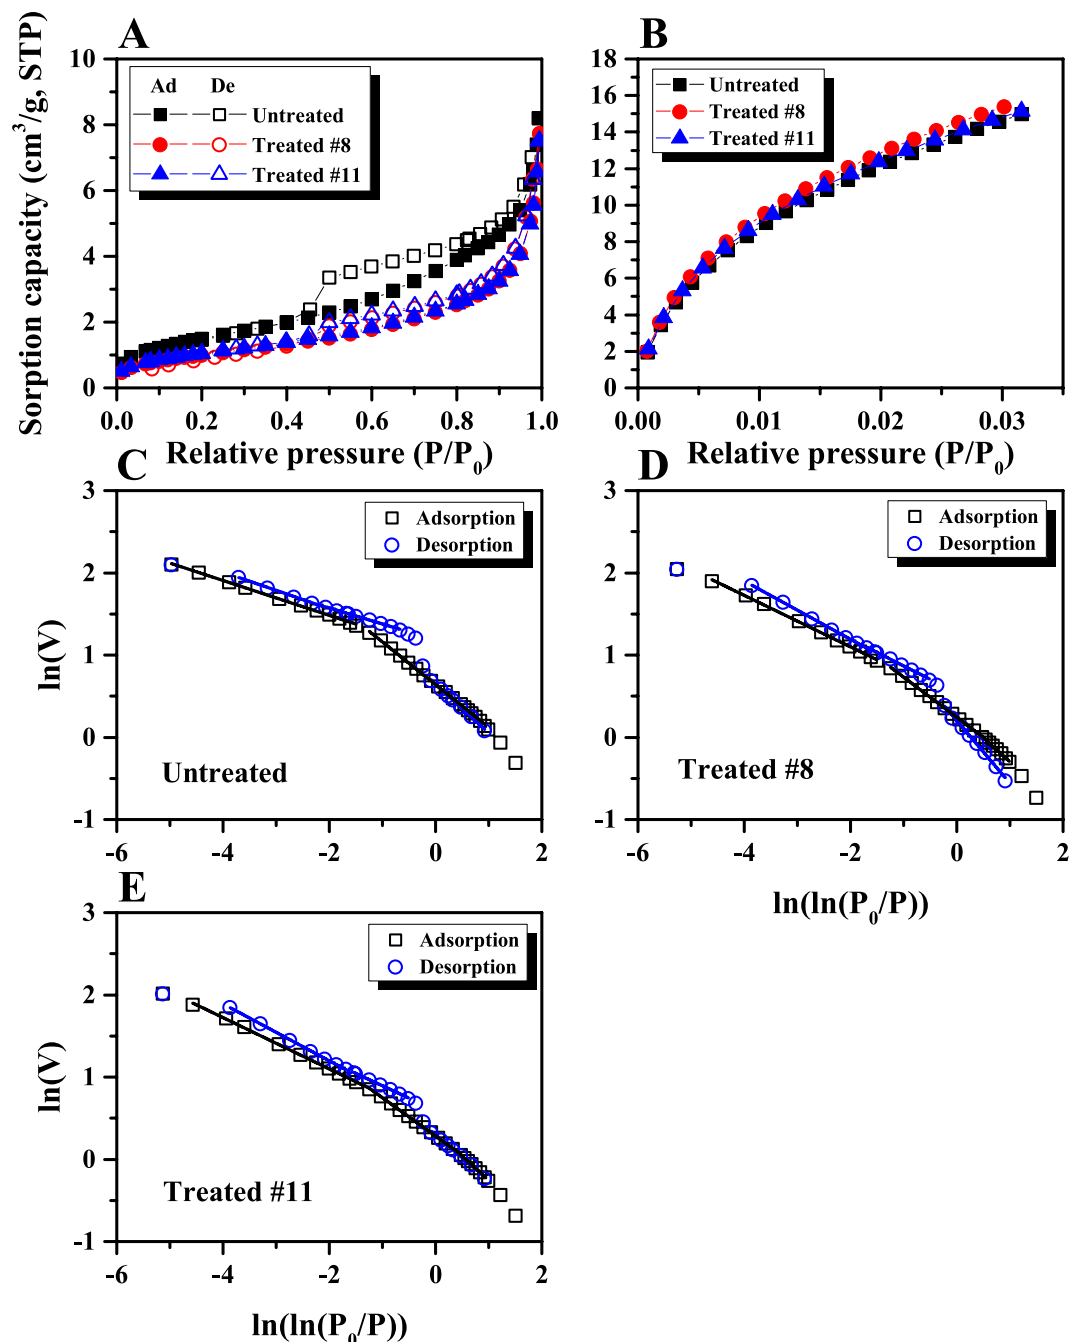 A
B
Sorption capacity (cm³/g, STP)
10
8
6
4
2
0
Ad De
Untreated
Treated #8
Treated #11
0.0 0.2 0.4 0.6 0.8 1.0
Relative pressure (P/P₀)
18
16
14
12
10
8
6
4
2
0
Untreated
Treated #8
Treated #11
0.00 0.01 0.02 0.03
Relative pressure (P/P₀)
C
D
ln(V)
3
2
1
0
-1
Adsorption
Desorption
Untreated
-6 -4 -2 0 2
ln(V)
3
2
1
0
-1
Adsorption
Desorption
Treated #8
-6 -4 -2 0 2
ln(ln(P₀/P))
E
ln(V)
3
2
1
0
-1
Adsorption
Desorption
Treated #11
-6 -4 -2 0 2
ln(ln(P₀/P))